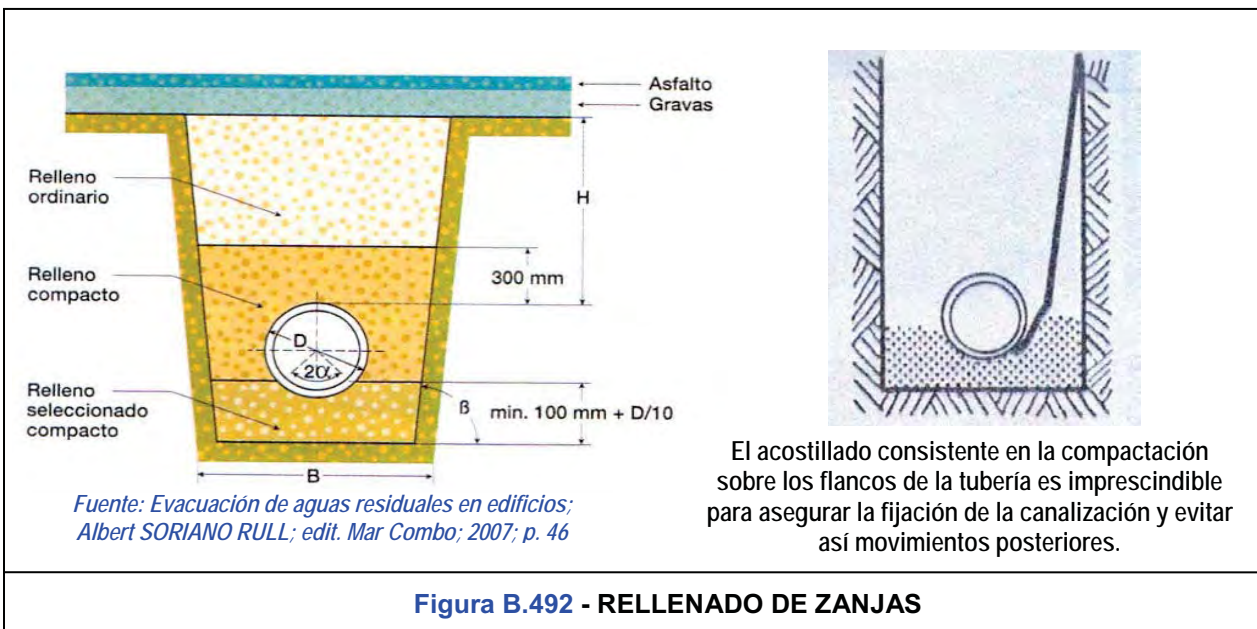 Asfalto
Gravas
Relleno
ordinario
H
Relleno
compacto
300 mm
D
2α
Relleno
seleccionado
compacto
ß
min. 100 mm + D/10
B
Fuente: Evacuación de aguas residuales en edificios;
Albert SORIANO RULL; edit. Mar Combo; 2007; p. 46
El acostillado consistente en la compactación
sobre los flancos de la tubería es imprescindible
para asegurar la fijación de la canalización y evitar
así movimientos posteriores.
Figura B.492 - RELLENADO DE ZANJAS